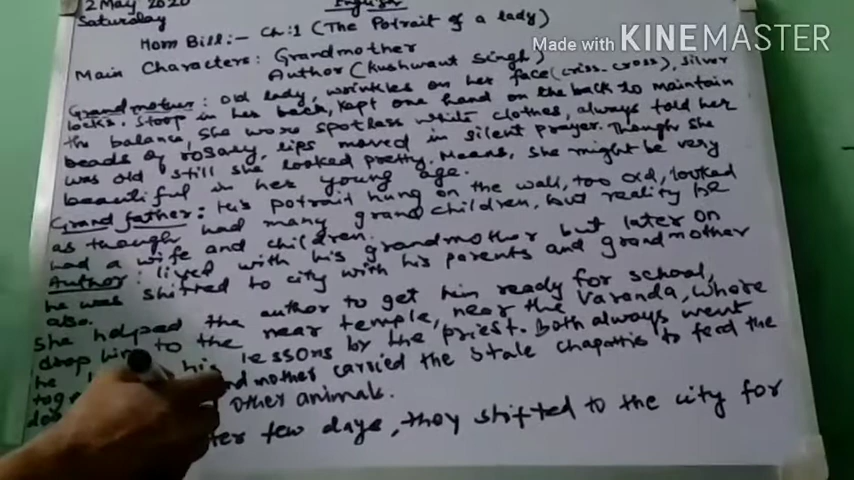 2 May 2020
English
Saturday
Horn Bill:- Ch:1 (The Potrait of a lady)
Main Characters: Grandmother
Author (Kushwant Singh)
Made with KINEMASTER
Grandmother: Old lady, wrinkles on her face (criss-cross), silver
locks. Stoop in her back, kept one hand on the back to maintain
the balance, she wore spotless white clothes, always told her
beads of rosary. lips moved in silent prayer. Though she
was old still she looked pretty. Means, she might be very
beautiful in her young age.
Grandfather: His potrait hung on the wall, too old, looked
as though had many grand children, but reality he
had a wife and children.
Author: lived with his grandmother but later on
he was shifted to city with his parents and grandmother
also.
She helped the author to get him ready for school,
drop him to the near temple, near the Varanda, where
he his lessons by the priest. Both always went
mother carried the stale chapattis to feed the
other animals.
few days, they shifted to the city for